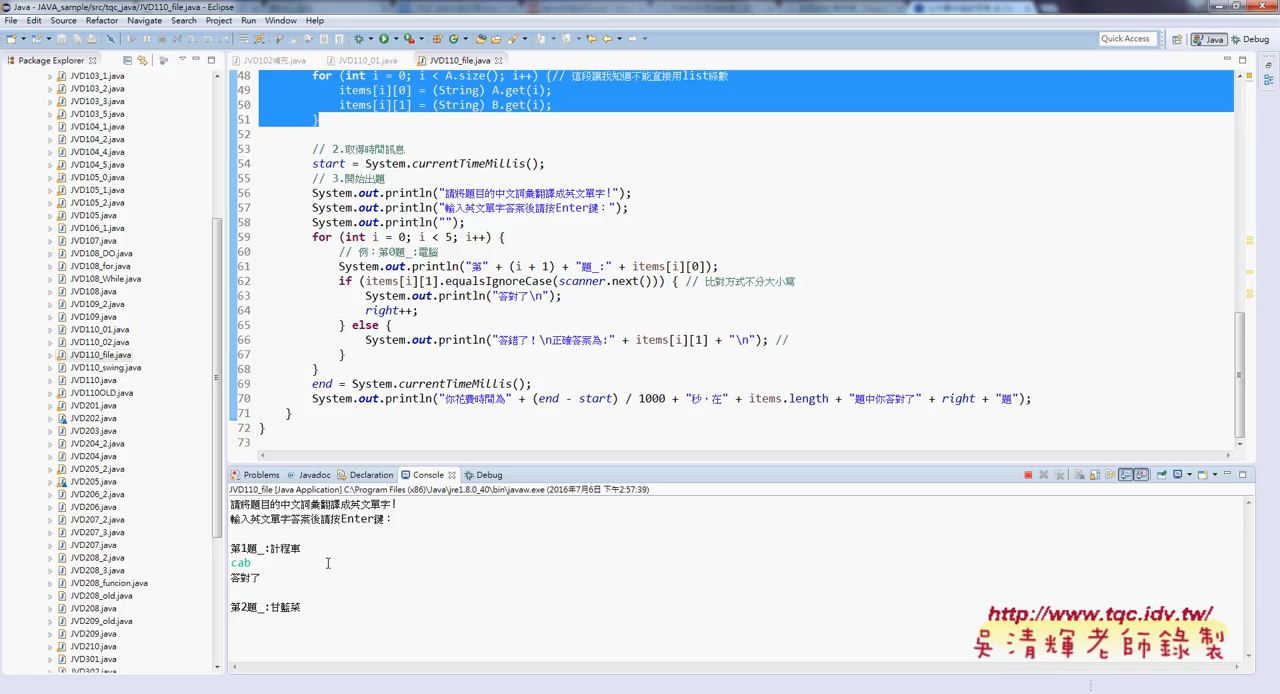 Java - JAVA_sample/src/tqc_java/JVD110_file.java - Eclipse
File Edit Source Refactor Navigate Search Project Run Window Help
Quick Access Java Debug
Package Explorer
JVD102補充.java JVD110_01.java JVD110_file.java
JVD103_1.java
JVD103_2.java
JVD103_3.java
JVD103_5.java
JVD104_1.java
JVD104_2.java
JVD104_4.java
JVD104_5.java
JVD105_0.java
JVD105_1.java
JVD105_2.java
JVD105.java
JVD106_1.java
JVD107.java
JVD108_DO.java
JVD108_for.java
JVD108_While.java
JVD108.java
JVD109_2.java
JVD109.java
JVD110_01.java
JVD110_02.java
JVD110_file.java
JVD110_swing.java
JVD110.java
JVD110OLD.java
JVD201.java
JVD202.java
JVD203.java
JVD204_2.java
JVD204.java
JVD205_2.java
JVD205.java
JVD206_2.java
JVD206.java
JVD207_2.java
JVD207_3.java
JVD207.java
JVD208_2.java
JVD208_3.java
JVD208_funcion.java
JVD208_old.java
JVD208.java
JVD209_old.java
JVD209.java
JVD210.java
JVD301.java
JVD302.java
48 for (int i = 0; i < A.size(); i++) {// 這段讓我知道不能直接用list條數
49 items[i][0] = (String) A.get(i);
50 items[i][1] = (String) B.get(i);
51 }
52
53 // 2.取得時間訊息
54 start = System.currentTimeMillis();
55 // 3.開始出題
56 System.out.println("請將題目的中文詞彙翻譯成英文單字!");
57 System.out.println("輸入英文單字答案後請按Enter鍵：");
58 System.out.println("");
59 for (int i = 0; i < 5; i++) {
60 // 例：第0題_:電腦
61 System.out.println("第" + (i + 1) + "題_:" + items[i][0]);
62 if (items[i][1].equalsIgnoreCase(scanner.next())) { // 比對方式不分大小寫
63 System.out.println("答對了\n");
64 right++;
65 } else {
66 System.out.println("答錯了！\n正確答案為:" + items[i][1] + "\n"); //
67 }
68 }
69 end = System.currentTimeMillis();
70 System.out.println("你花費時間為" + (end - start) / 1000 + "秒，在" + items.length + "題中你答對了" + right + "題");
71 }
72 }
73
Problems Javadoc Declaration Console Debug
JVD110_file [Java Application] C:\Program Files (x86)\Java\jre1.8.0_40\bin\javaw.exe (2016年7月6日 下午2:57:39)
請將題目的中文詞彙翻譯成英文單字!
輸入英文單字答案後請按Enter鍵：
第1題_:計程車
cab
答對了
第2題_:甘藍菜
http://www.tqc.idv.tw/
吳清輝老師錄製